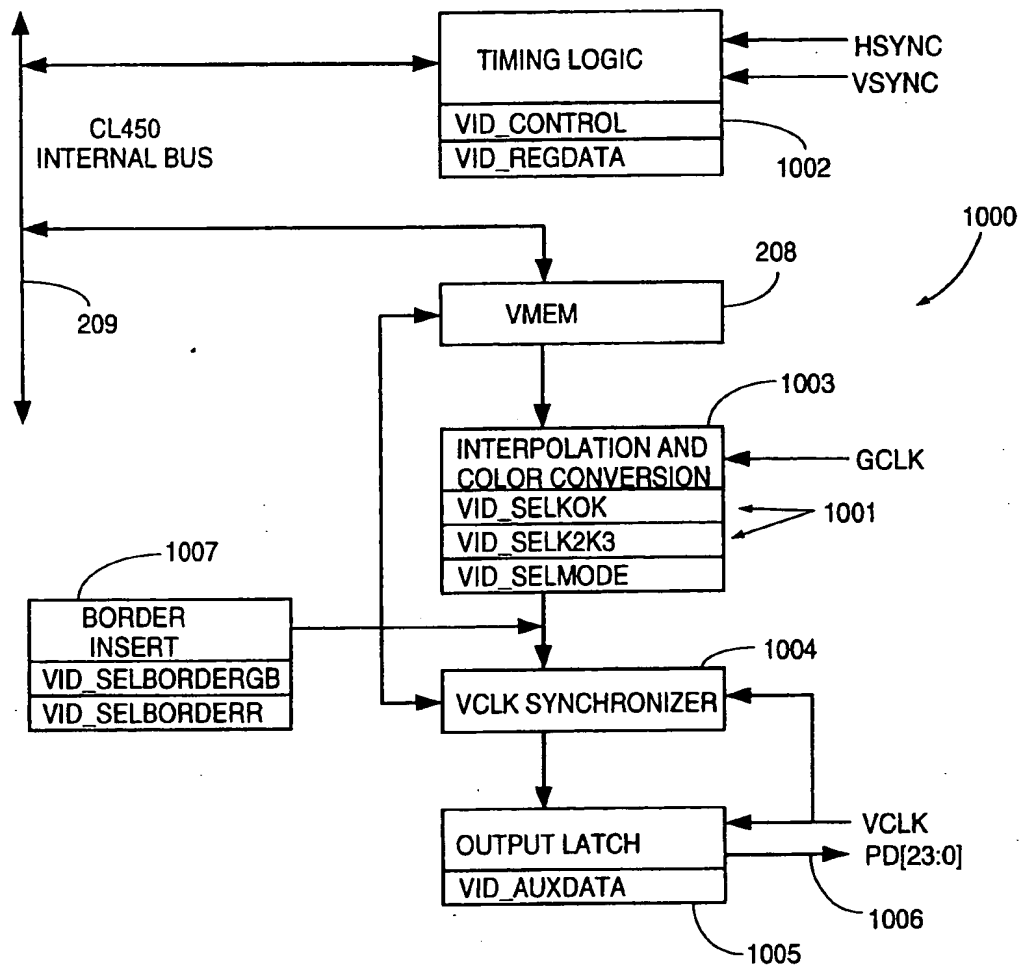 TIMING LOGIC
HSYNC
VSYNC
CL450
INTERNAL BUS
VID_CONTROL
VID_REGDATA
1002
1000
208
209
VMEM
1003
INTERPOLATION AND
COLOR CONVERSION
GCLK
VID_SELKOK
1001
VID_SELK2K3
VID_SELMODE
1007
BORDER
INSERT
VID_SELBORDERGB
VID_SELBORDERR
1004
VCLK SYNCHRONIZER
VCLK
OUTPUT LATCH
PD[23:0]
VID_AUXDATA
1006
1005